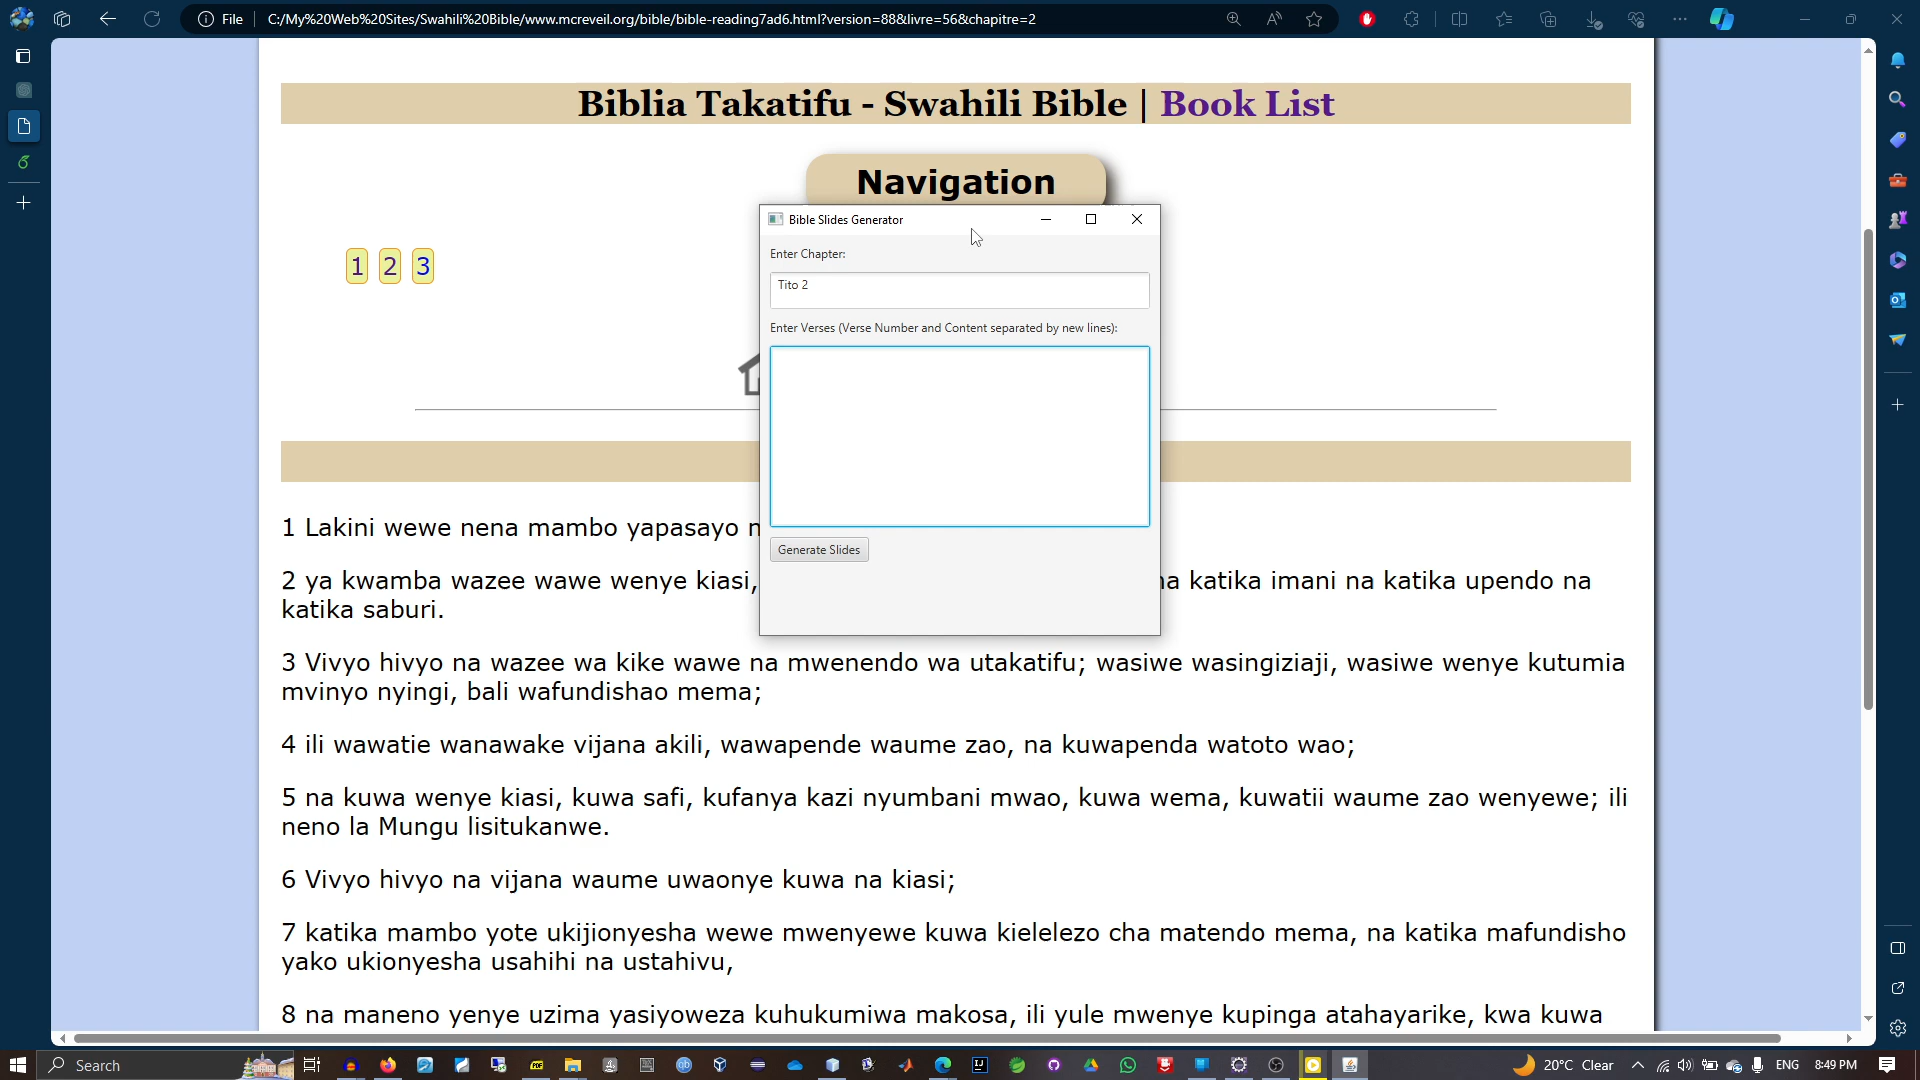 File
C:/My%20Web%20Sites/Swahili%20Bible/www.mcreveil.org/bible/bible-reading7ad6.html?version=88&livre=56&chapitre=2
Biblia Takatifu - Swahili Bible | Book List
Navigation
1 2 3
Bible Slides Generator
Enter Chapter:
Tito 2
Enter Verses (Verse Number and Content separated by new lines):
Generate Slides
1 Lakini wewe nena mambo yapasayo
2 ya kwamba wazee wawe wenye kiasi, katika imani na katika upendo na
katika saburi.
3 Vivyo hivyo na wazee wa kike wawe na mwenendo wa utakatifu; wasiwe wasingiziaji, wasiwe wenye kutumia
mvinyo nyingi, bali wafundishao mema;
4 ili wawatie wanawake vijana akili, wawapende waume zao, na kuwapenda watoto wao;
5 na kuwa wenye kiasi, kuwa safi, kufanya kazi nyumbani mwao, kuwa wema, kuwatii waume zao wenyewe; ili
neno la Mungu lisitukanwe.
6 Vivyo hivyo na vijana waume uwaonye kuwa na kiasi;
7 katika mambo yote ukijionyesha wewe mwenyewe kuwa kielelezo cha matendo mema, na katika mafundisho
yako ukionyesha usahihi na ustahivu,
8 na maneno yenye uzima yasiyoweza kuhukumiwa makosa, ili yule mwenye kupinga atahayarike, kwa kuwa
Search
20°C Clear
ENG
8:49 PM